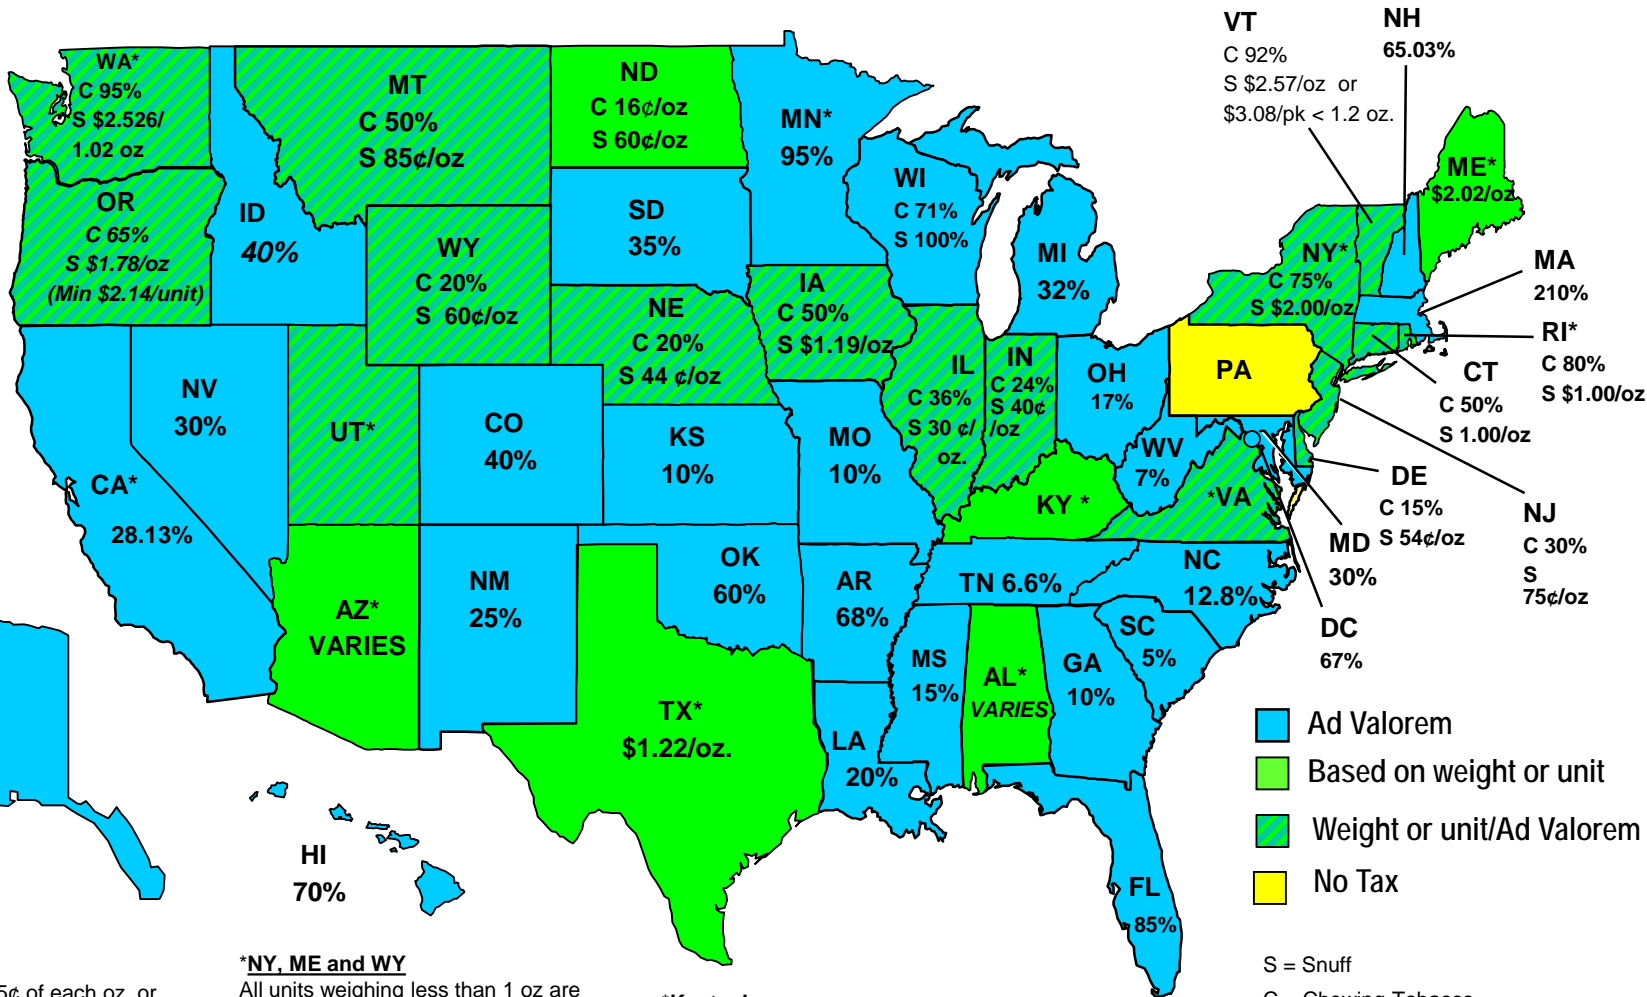 VT
C 92%
S $2.57/oz or
$3.08/pk < 1.2 oz.
NH
65.03%
WA*
C 95%
S $2.526/
1.02 oz
MT
C 50%
S 85¢/oz
ND
C 16¢/oz
S 60¢/oz
MN*
95%
WI
C 71%
S 100%
ME*
$2.02/oz
OR
C 65%
S $1.78/oz
(Min $2.14/unit)
ID
40%
WY
C 20%
S 60¢/oz
SD
35%
MI
32%
NY*
C 75%
S $2.00/oz
MA
210%
RI*
C 80%
S $1.00/oz
NE
C 20%
S 44 ¢/oz
IA
C 50%
S $1.19/oz
IL
C 36%
S 30 ¢/
oz.
IN
C 24%
S 40¢
/oz
OH
17%
PA
CT
C 50%
S 1.00/oz
NV
30%
UT*
CO
40%
KS
10%
MO
10%
WV
7%
KY *
*VA
DE
C 15%
S 54¢/oz
NJ
C 30%
S
75¢/oz
CA*
28.13%
MD
30%
DC
67%
AZ*
VARIES
NM
25%
OK
60%
AR
68%
TN 6.6%
NC
12.8%
SC
5%
MS
15%
AL*
VARIES
GA
10%
TX*
$1.22/oz.
LA
20%
FL
85%
HI
70%
Ad Valorem
Based on weight or unit
Weight or unit/Ad Valorem
No Tax
*NY, ME and WY
All units weighing less than 1 oz are
5¢ of each oz. or
S = Snuff
C = Chewing Tobacco